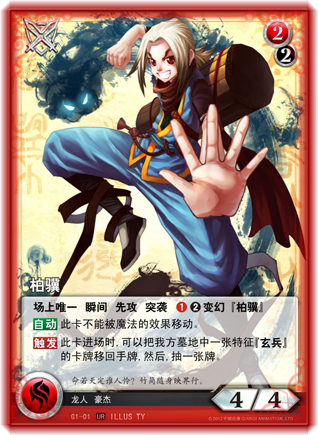 2
2
柏骥
场上唯一 瞬间 先攻 突袭 1 2 变幻『柏骥』
自动 此卡不能被魔法的效果移动。
触发 此卡进场时,可以把我方墓地中一张特征『玄兵』
的卡牌移回手牌.然后,抽一张牌.
命若天定谁人怜?竹简随身映界行。
龙人 豪杰
4/4
G1-01 UR ILLUS TY